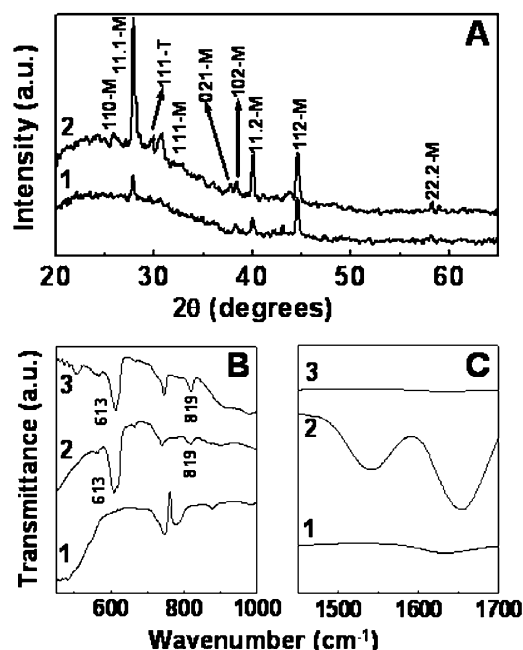 A
Intensity (a.u.)
110-M
11.1-M
111-T
111-M
021-M
102-M
11.2-M
112-M
22.2-M
2
1
20 30 40 50 60
2θ (degrees)
B
Transmittance (a.u.)
3
613
819
2
613
819
1
600 800 1000
C
3
2
1
1500 1600 1700
Wavenumber (cm-1)